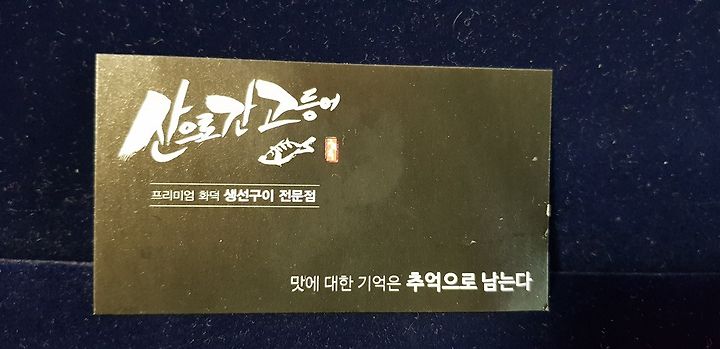 산으로간고등어
프리미엄 화덕 생선구이 전문점
맛에 대한 기억은 추억으로 남는다